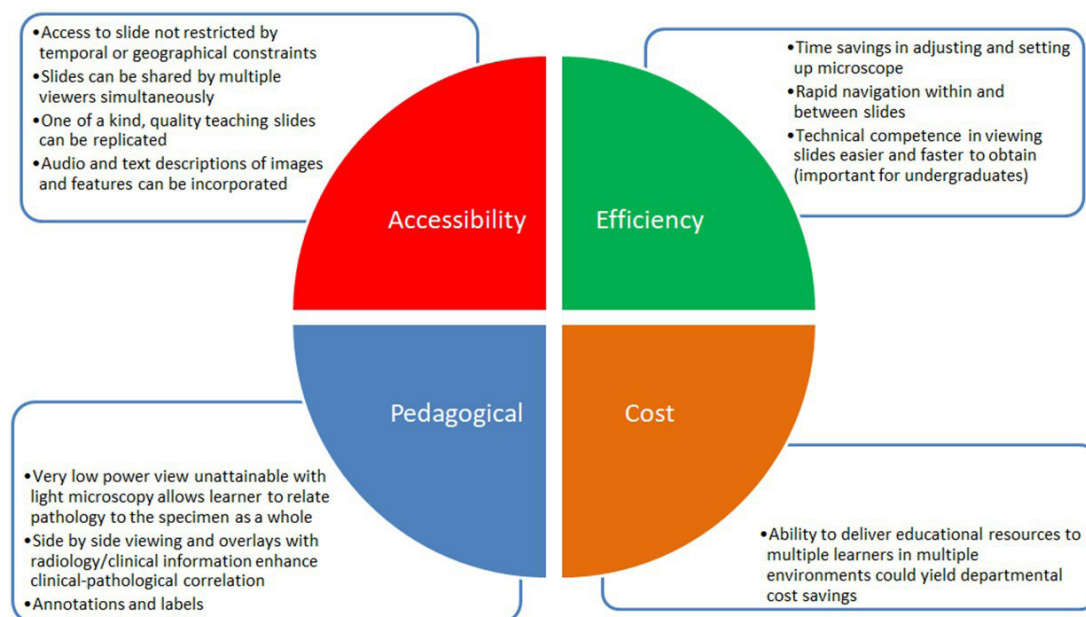 •Access to slide not restricted by
temporal or geographical constraints
•Slides can be shared by multiple
viewers simultaneously
•One of a kind, quality teaching slides
can be replicated
•Audio and text descriptions of images
and features can be incorporated
•Time savings in adjusting and setting
up microscope
•Rapid navigation within and
between slides
•Technical competence in viewing
slides easier and faster to obtain
(important for undergraduates)
Accessibility
Efficiency
Pedagogical
Cost
•Very low power view unattainable with
light microscopy allows learner to relate
pathology to the specimen as a whole
•Side by side viewing and overlays with
radiology/clinical information enhance
clinical-pathological correlation
•Annotations and labels
•Ability to deliver educational resources to
multiple learners in multiple
environments could yield departmental
cost savings